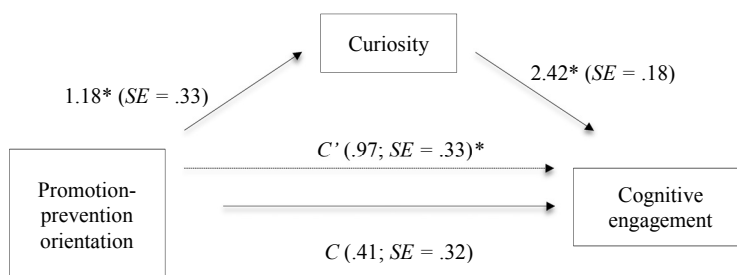 Curiosity
1.18* (SE = .33)
2.42* (SE = .18)
C’ (.97; SE = .33)*
Promotion-
prevention
orientation
Cognitive
engagement
C (.41; SE = .32)